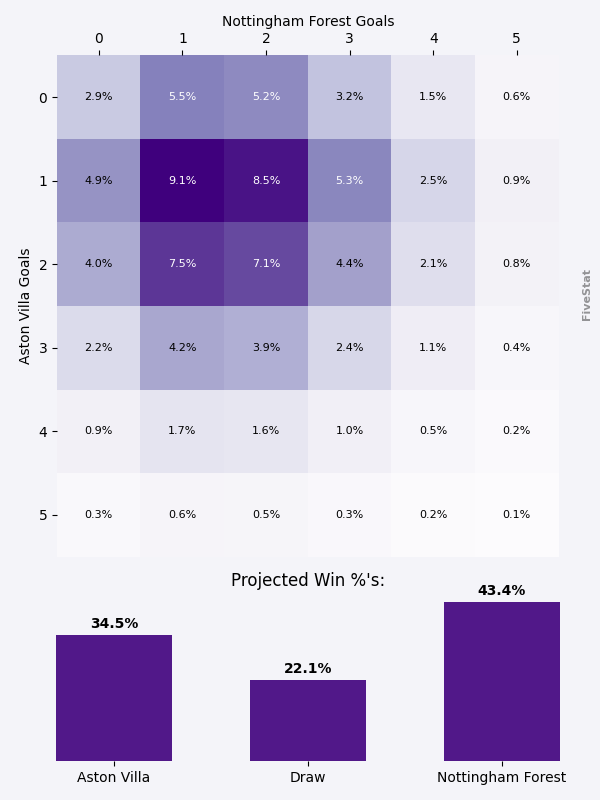 Nottingham Forest Goals
0 1 2 3 4 5
0 2.9% 5.5% 5.2% 3.2% 1.5% 0.6%
1 4.9% 9.1% 8.5% 5.3% 2.5% 0.9%
2 4.0% 7.5% 7.1% 4.4% 2.1% 0.8%
3 2.2% 4.2% 3.9% 2.4% 1.1% 0.4%
4 0.9% 1.7% 1.6% 1.0% 0.5% 0.2%
5 0.3% 0.6% 0.5% 0.3% 0.2% 0.1%
Aston Villa Goals
FiveStat
Projected Win %'s:
34.5% 22.1% 43.4%
Aston Villa Draw Nottingham Forest